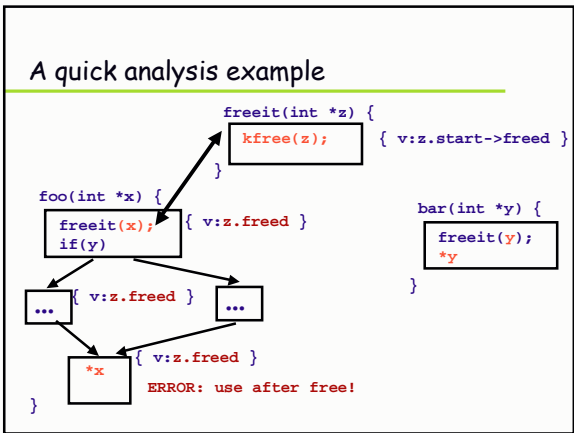 A quick analysis example
freeit(int *z) {
kfree(z);
{ v:z.start->freed }
}
foo(int *x) {
freeit(x);
if(y)
{ v:z.freed }
bar(int *y) {
freeit(y);
*y
}
...
{ v:z.freed }
...
*x
{ v:z.freed }
ERROR: use after free!
}